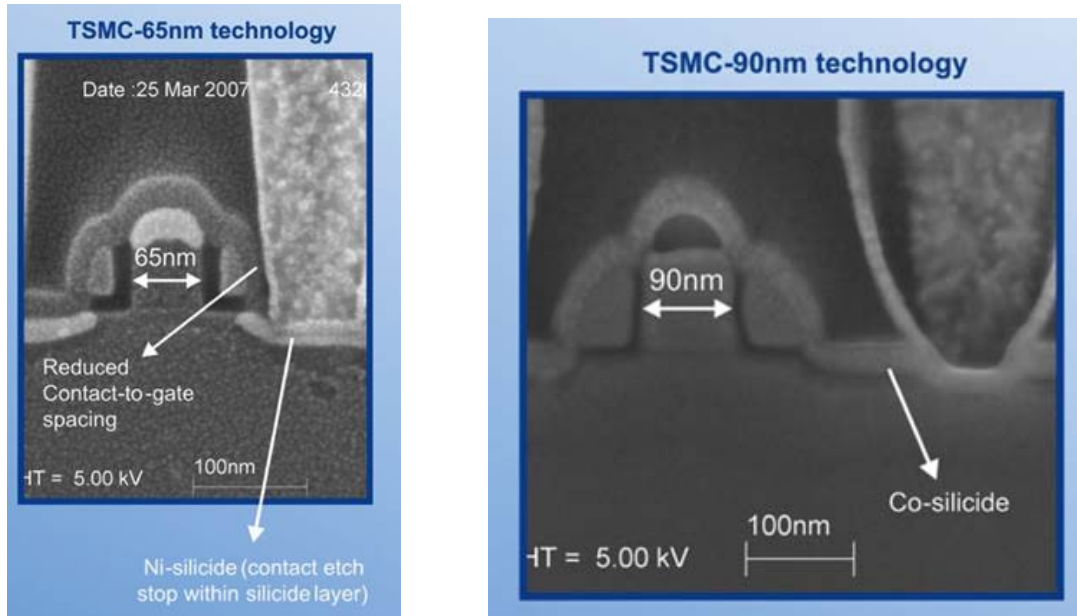 TSMC-65nm technology
Date :25 Mar 2007
432
65nm
Reduced
Contact-to-gate
spacing
100nm
HT = 5.00 kV
Ni-silicide (contact etch
stop within silicide layer)
TSMC-90nm technology
90nm
Co-silicide
100nm
HT = 5.00 kV